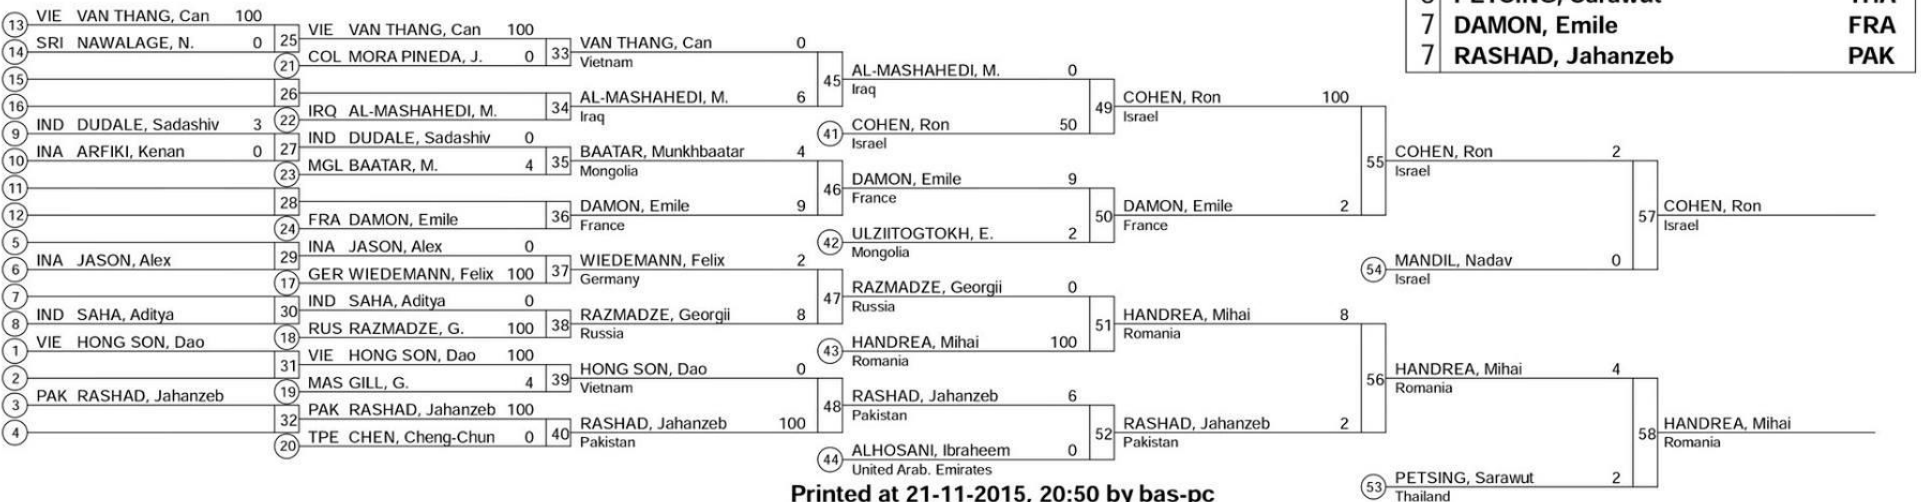 13 VIE VAN THANG, Can 100
14 SRI NAWALAGE, N. 0
15
16
9 IND DUDALE, Sadashiv 3
10 INA ARFIKI, Kenan 0
11
12
5
6 INA JASON, Alex
7
8 IND SAHA, Aditya
1 VIE HONG SON, Dao
2
3 PAK RASHAD, Jahanzeb
4
25 VIE VAN THANG, Can 100
21 COL MORA PINEDA, J. 0
26
22 IRQ AL-MASHAHEDI, M.
27 IND DUDALE, Sadashiv 0
23 MGL BAATAR, M. 4
28
24 FRA DAMON, Emile
29 INA JASON, Alex 0
17 GER WIEDEMANN, Felix 100
30 IND SAHA, Aditya 0
18 RUS RAZMADZE, G. 100
31 VIE HONG SON, Dao 100
19 MAS GILL, G. 4
32 PAK RASHAD, Jahanzeb 100
20 TPE CHEN, Cheng-Chun 0
33 VAN THANG, Can 0
Vietnam
34 AL-MASHAHEDI, M. 6
Iraq
35 BAATAR, Munkhbaatar 4
Mongolia
36 DAMON, Emile 9
France
37 WIEDEMANN, Felix 2
Germany
38 RAZMADZE, Georgii 8
Russia
39 HONG SON, Dao 0
Vietnam
40 RASHAD, Jahanzeb 100
Pakistan
45 AL-MASHAHEDI, M. 0
Iraq
41 COHEN, Ron 50
Israel
46 DAMON, Emile 9
France
42 ULZIITOGTOKH, E. 2
Mongolia
47 RAZMADZE, Georgii 0
Russia
43 HANDREA, Mihai 100
Romania
48 RASHAD, Jahanzeb 6
Pakistan
44 ALHOSANI, Ibraheem 0
United Arab. Emirates
49 COHEN, Ron 100
Israel
50 DAMON, Emile 2
France
51 HANDREA, Mihai 8
Romania
52 RASHAD, Jahanzeb 2
Pakistan
55 COHEN, Ron 2
Israel
54 MANDIL, Nadav 0
Israel
56 HANDREA, Mihai 4
Romania
53 PETSING, Sarawut 2
Thailand
57 COHEN, Ron
Israel
58 HANDREA, Mihai
Romania
PETSING, Sarawut THA
7 DAMON, Emile FRA
7 RASHAD, Jahanzeb PAK
Printed at 21-11-2015, 20:50 by bas-pc